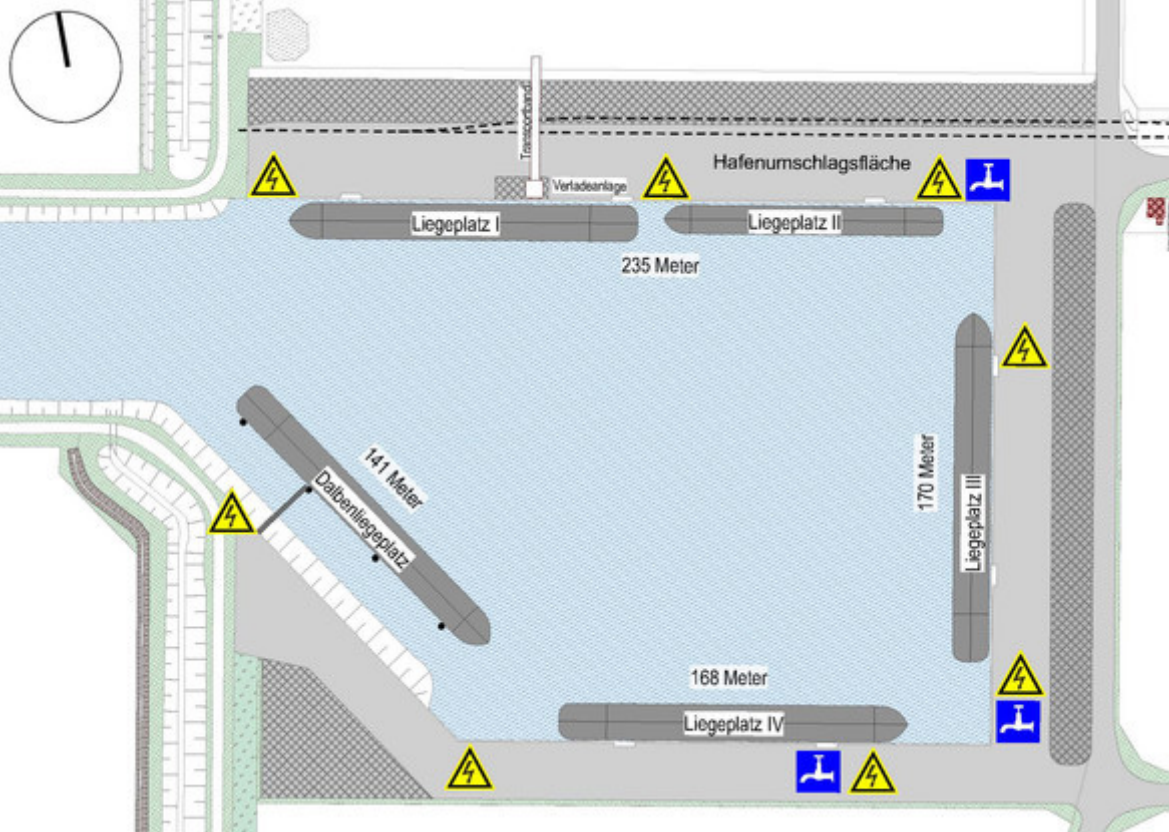 Transportband
Hafenumschlagsfläche
Verladeanlage
Liegeplatz I
Liegeplatz II
235 Meter
141 Meter
Dalbenliegeplatz
170 Meter
Liegeplatz III
168 Meter
Liegeplatz IV